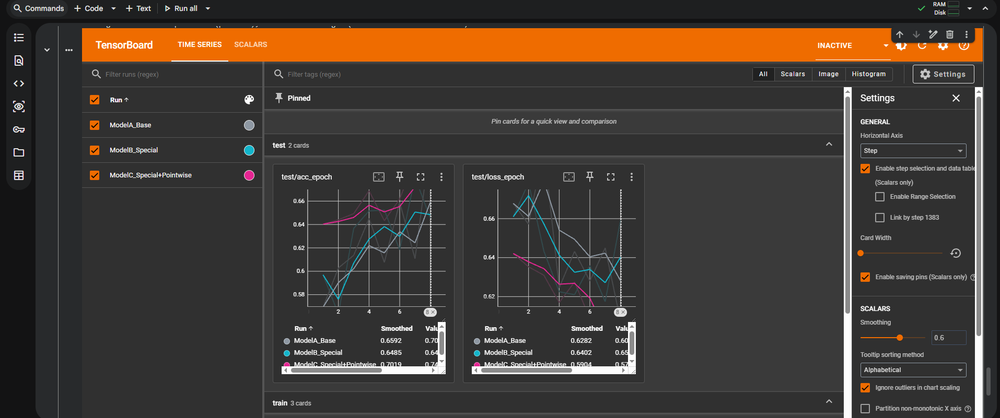 Commands + Code + Text Run all RAM
Disk
TensorBoard TIME SERIES SCALARS INACTIVE
Filter runs (regex)
Filter tags (regex)
All Scalars Image Histogram Settings
Run ↑
ModelA_Base
ModelB_Special
ModelC_Special+Pointwise
Pinned
Pin cards for a quick view and comparison
test 2 cards
test/acc_epoch
0.66
0.64
0.62
0.6
0.58
2 4 6 8 ×
Run ↑ Smoothed Valu
ModelA_Base 0.6592 0.70
ModelB_Special 0.6485 0.64
ModelC_Special+Pointwise 0.7019 0.74
test/loss_epoch
0.66
0.64
0.62
2 4 6 8 ×
Run ↑ Smoothed Valu
ModelA_Base 0.6282 0.60
ModelB_Special 0.6402 0.65
ModelC_Special+Pointwise 0.5904 0.57
train 3 cards
Settings
GENERAL
Horizontal Axis
Step
Enable step selection and data table
(Scalars only)
Enable Range Selection
Link by step 1383
Card Width
Enable saving pins (Scalars only)
SCALARS
Smoothing
0.6
Tooltip sorting method
Alphabetical
Ignore outliers in chart scaling
Partition non-monotonic X axis